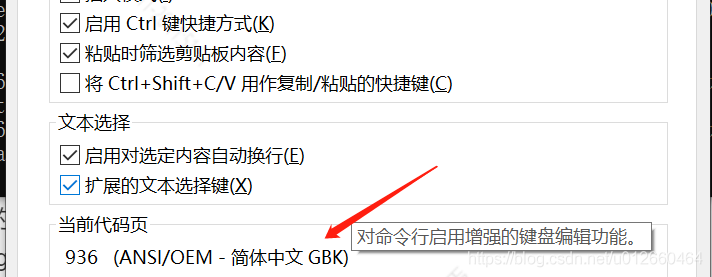 启用 Ctrl 键快捷方式(K)
粘贴时筛选剪贴板内容(F)
将 Ctrl+Shift+C/V 用作复制/粘贴的快捷键(C)
文本选择
启用对选定内容自动换行(E)
扩展的文本选择键(X)
当前代码页
对命令行启用增强的键盘编辑功能。
936 (ANSI/OEM - 简体中文 GBK)
https://blog.csdn.net/u012660464